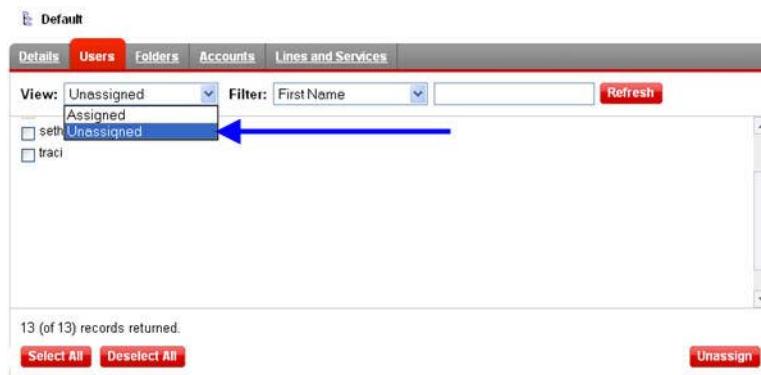 Default
Details Users Folders Accounts Lines and Services
View: Unassigned Filter: First Name Refresh
Assigned
seth Unassigned
traci
13 (of 13) records returned.
Select All Deselect All Unassign